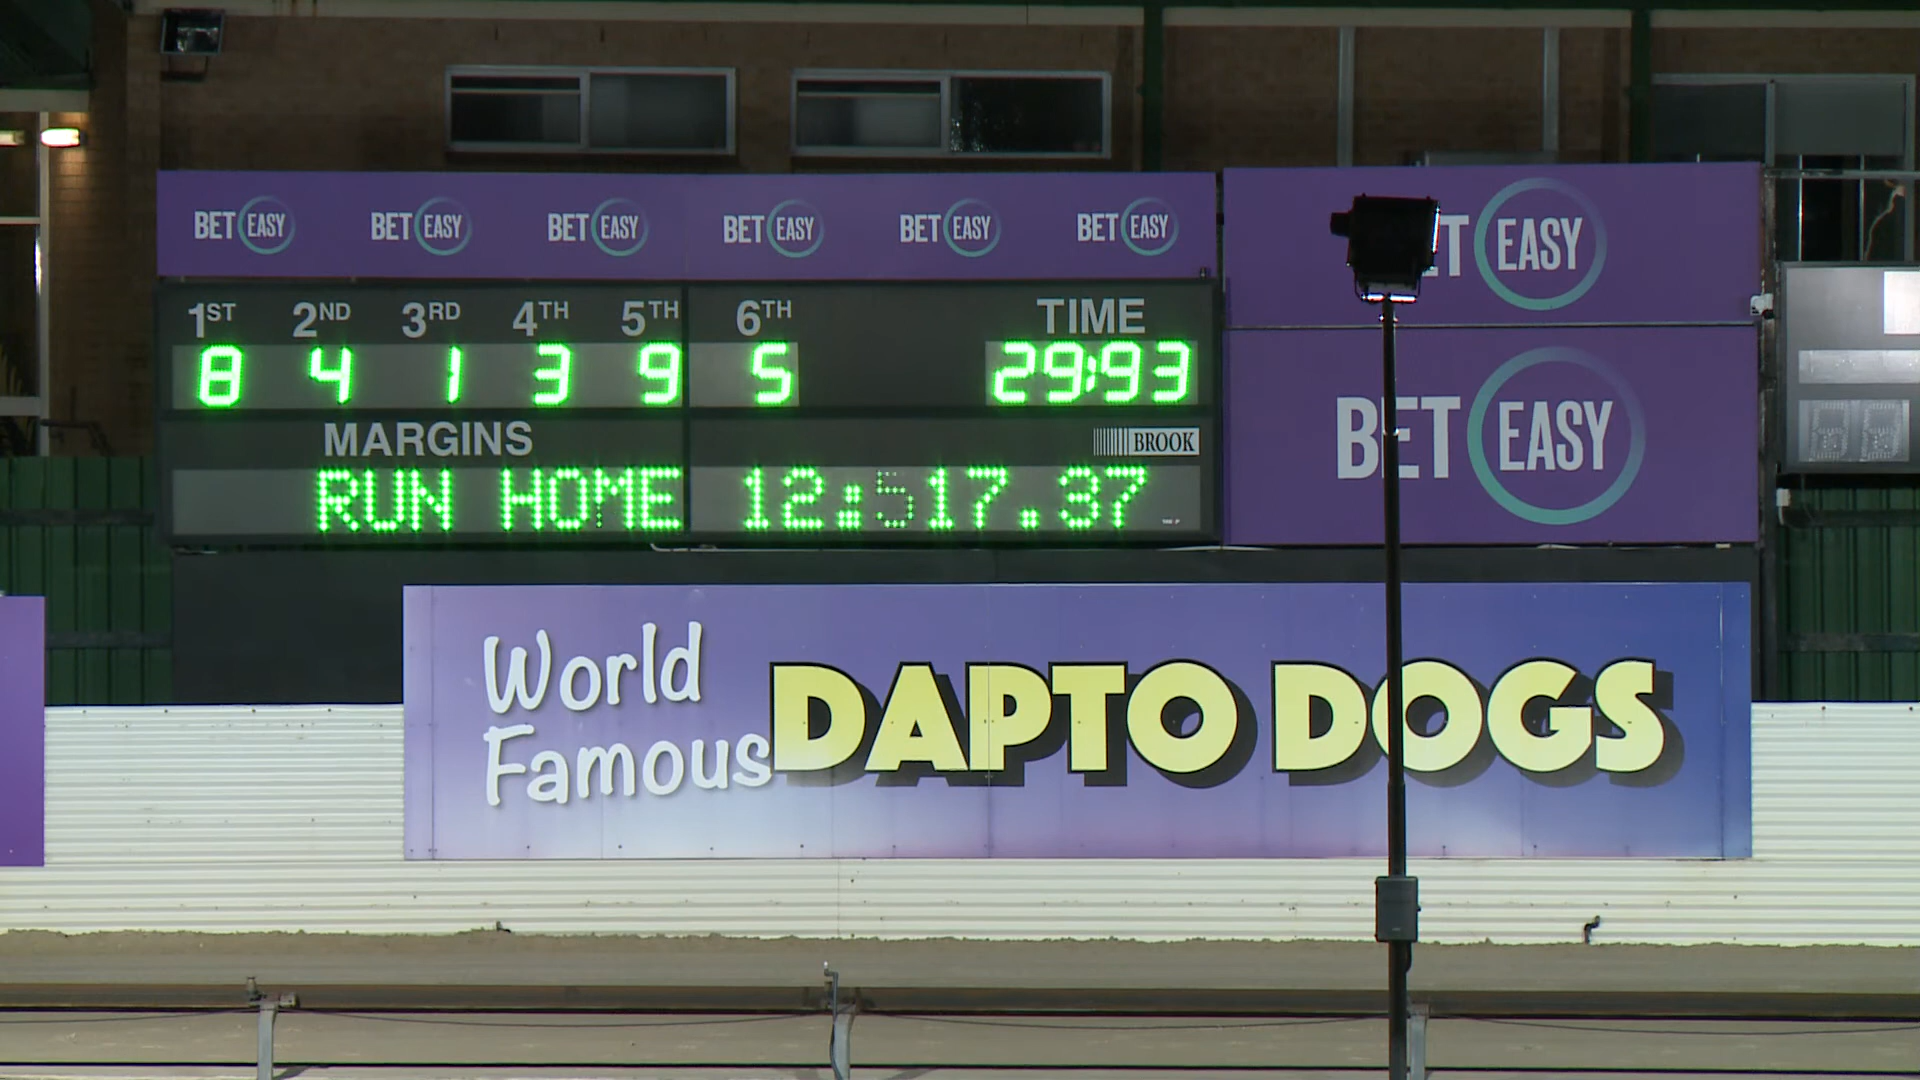 BET EASY BET EASY BET EASY BET EASY BET EASY BET EASY
EASY
1ST 2ND 3RD 4TH 5TH 6TH TIME
8 4 1 3 9 5 29:93
MARGINS BROOK
BET EASY
RUN HOME 12:517.37
World
Famous
DAPTO DOGS